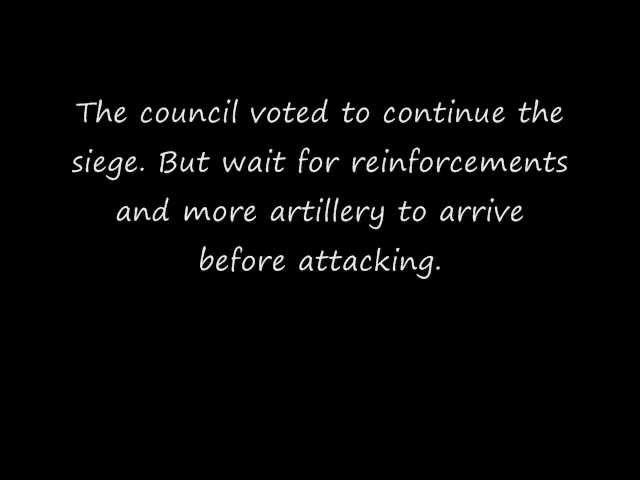 The council voted to continue the
siege. But wait for reinforcements
and more artillery to arrive
before attacking.